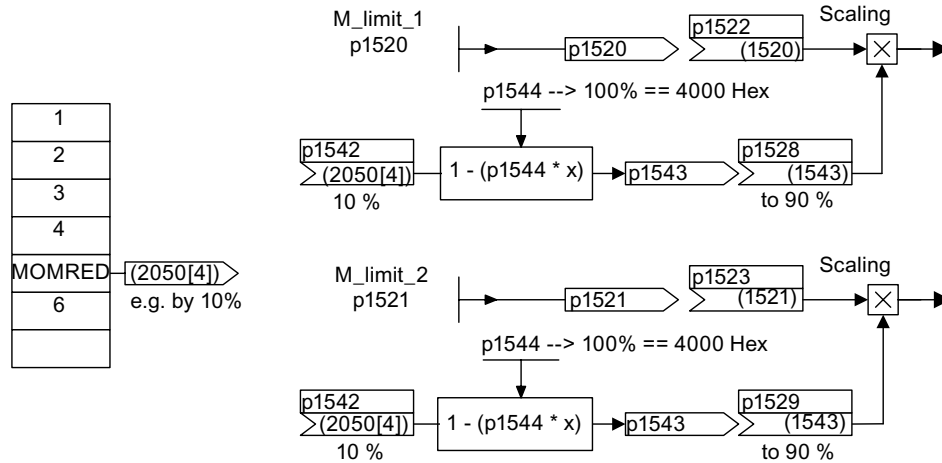 1
2
3
4
MOMRED
6
(2050[4])
e.g. by 10%
M_limit_1
p1520
p1520
p1522
(1520)
Scaling
×
p1544 --> 100% == 4000 Hex
p1542
(2050[4])
10 %
1 - (p1544 * x)
p1543
p1528
(1543)
to 90 %
M_limit_2
p1521
p1521
p1523
(1521)
Scaling
×
p1544 --> 100% == 4000 Hex
p1542
(2050[4])
10 %
1 - (p1544 * x)
p1543
p1529
(1543)
to 90 %